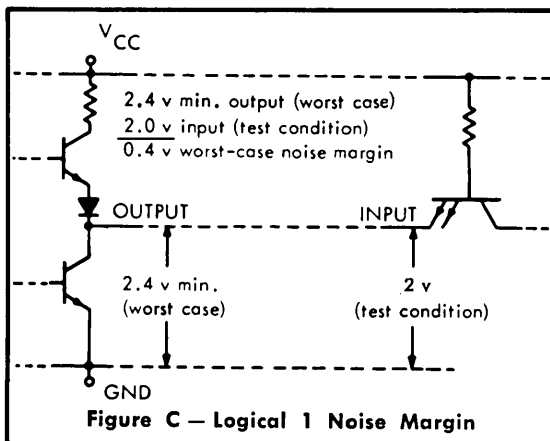 V CC
2.4 v min. output (worst case)
2.0 v input (test condition)
0.4 v worst-case noise margin
OUTPUT
INPUT
2.4 v min.
(worst case)
2 v
(test condition)
GND
Figure C — Logical 1 Noise Margin